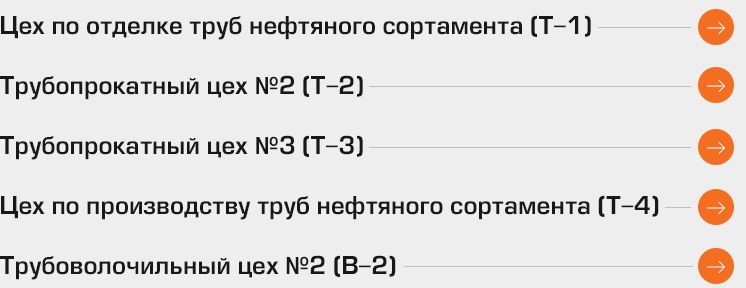 Цех по отделке труб нефтяного сортамента (Т–1)
Трубопрокатный цех №2 (Т–2)
Трубопрокатный цех №3 (Т–3)
Цех по производству труб нефтяного сортамента (Т–4)
Трубоволочильный цех №2 (В–2)